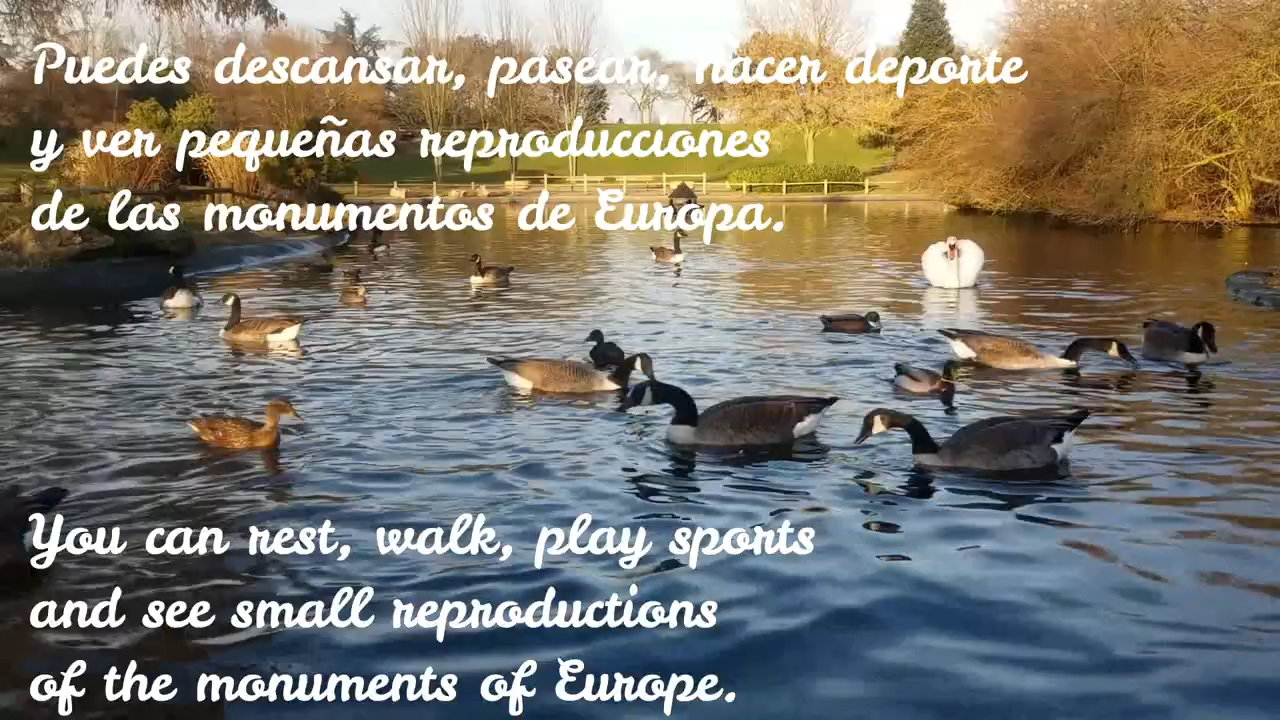 Puedes descansar, pasear, hacer deporte
y ver pequeñas reproducciones
de las monumentos de Europa.
You can rest, walk, play sports
and see small reproductions
of the monuments of Europe.